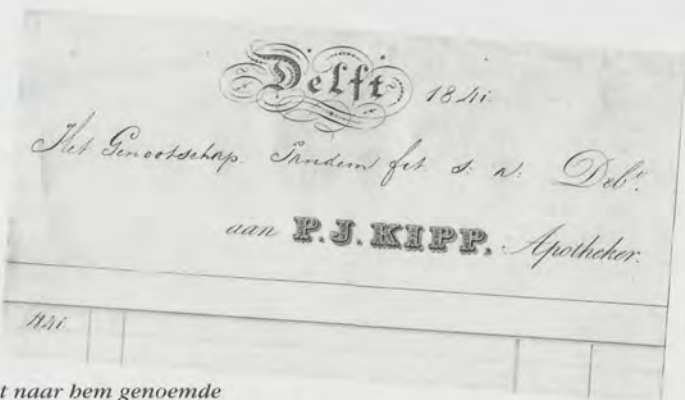 Delft 1841.
Het Genootschap. Tandem fit s: n: Deb.r
aan P. J. KIPP, Apotheker.
1841.
t naar hem genoemde